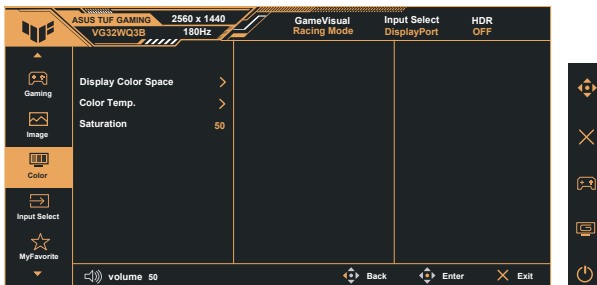 ASUS TUF GAMING 2560 x 1440
VG32WQ3B 180Hz
GameVisual
Racing Mode
Input Select
DisplayPort
HDR
OFF
Gaming
Image
Color
Input Select
MyFavorite
Display Color Space
Color Temp.
Saturation 50
volume 50
Back
Enter
Exit